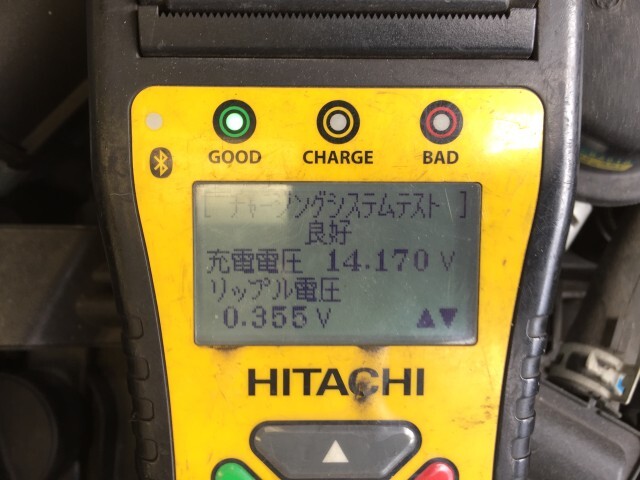 GOOD CHARGE BAD
[ チャージングシステムテスト ]
良好
充電電圧 14.170 V
リップル電圧
0.355 V ▲▼
HITACHI